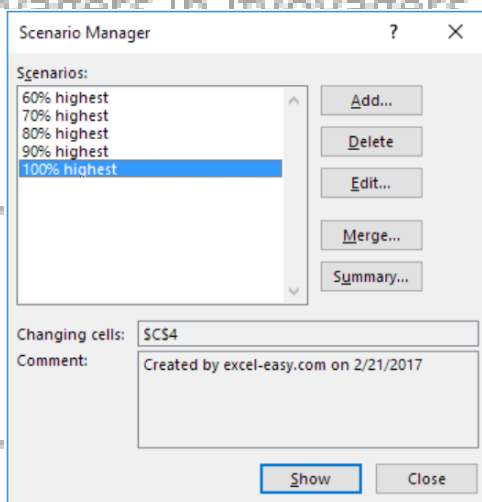 Scenario Manager
?
Scenarios:
60% highest
70% highest
80% highest
90% highest
100% highest
Add...
Delete
Edit...
Merge...
Summary...
Changing cells: $C$4
Comment: Created by excel-easy.com on 2/21/2017
Show Close